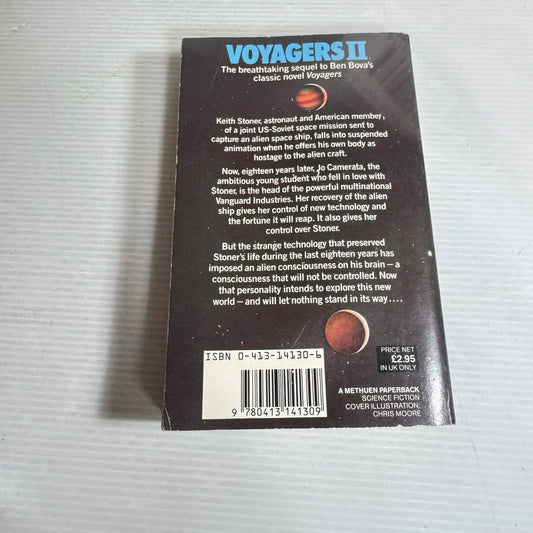 VOYAGERS II
The breathtaking sequel to Ben Bova's
classic novel Voyagers
Keith Stoner, astronaut and American member,
of a joint US-Soviet space mission sent to
capture an alien space ship, falls into suspended
animation when he offers his own body as
hostage to the alien craft.
Now, eighteen years later, Jo Camerata, the
ambitious young student who fell in love with
Stoner, is the head of the powerful multinational
Vanguard Industries. Her recovery of the alien
ship gives her control of new technology and
the fortune it will reap. It also gives her
control over Stoner.
But the strange technology that preserved
Stoner's life during the last eighteen years has
imposed an alien consciousness on his brain – a
consciousness that will not be controlled. Now
that personality intends to explore this new
world – and will let nothing stand in its way . . . .
ISBN 0-413-14130-6
9 780413 141309
PRICE NET
£2.95
IN UK ONLY
A METHUEN PAPERBACK
SCIENCE FICTION
COVER ILLUSTRATION:
CHRIS MOORE